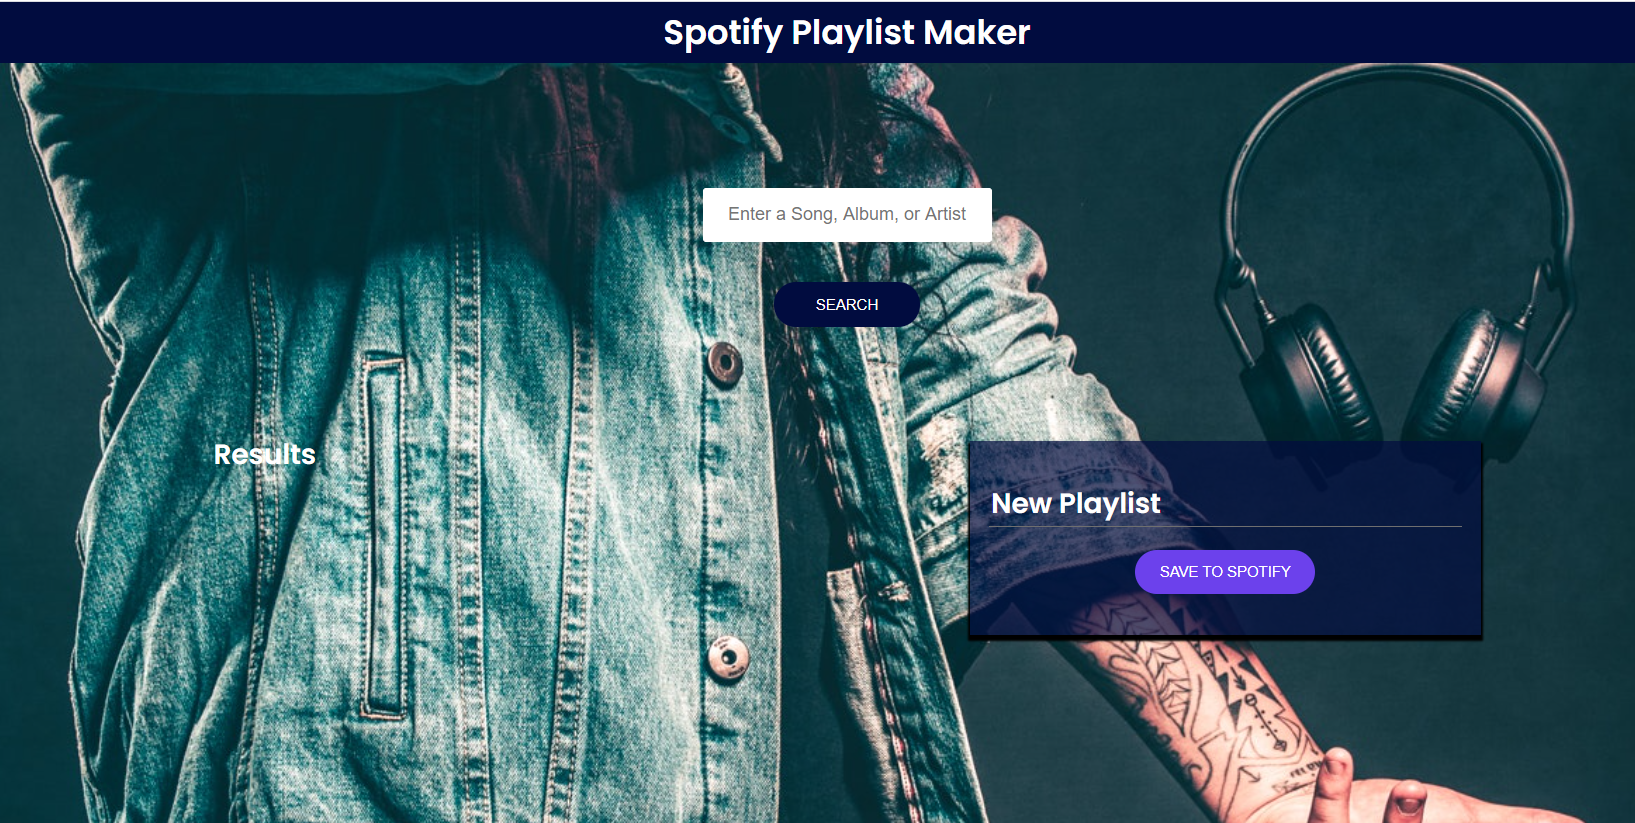 Spotify Playlist Maker
Enter a Song, Album, or Artist
SEARCH
Results
New Playlist
SAVE TO SPOTIFY